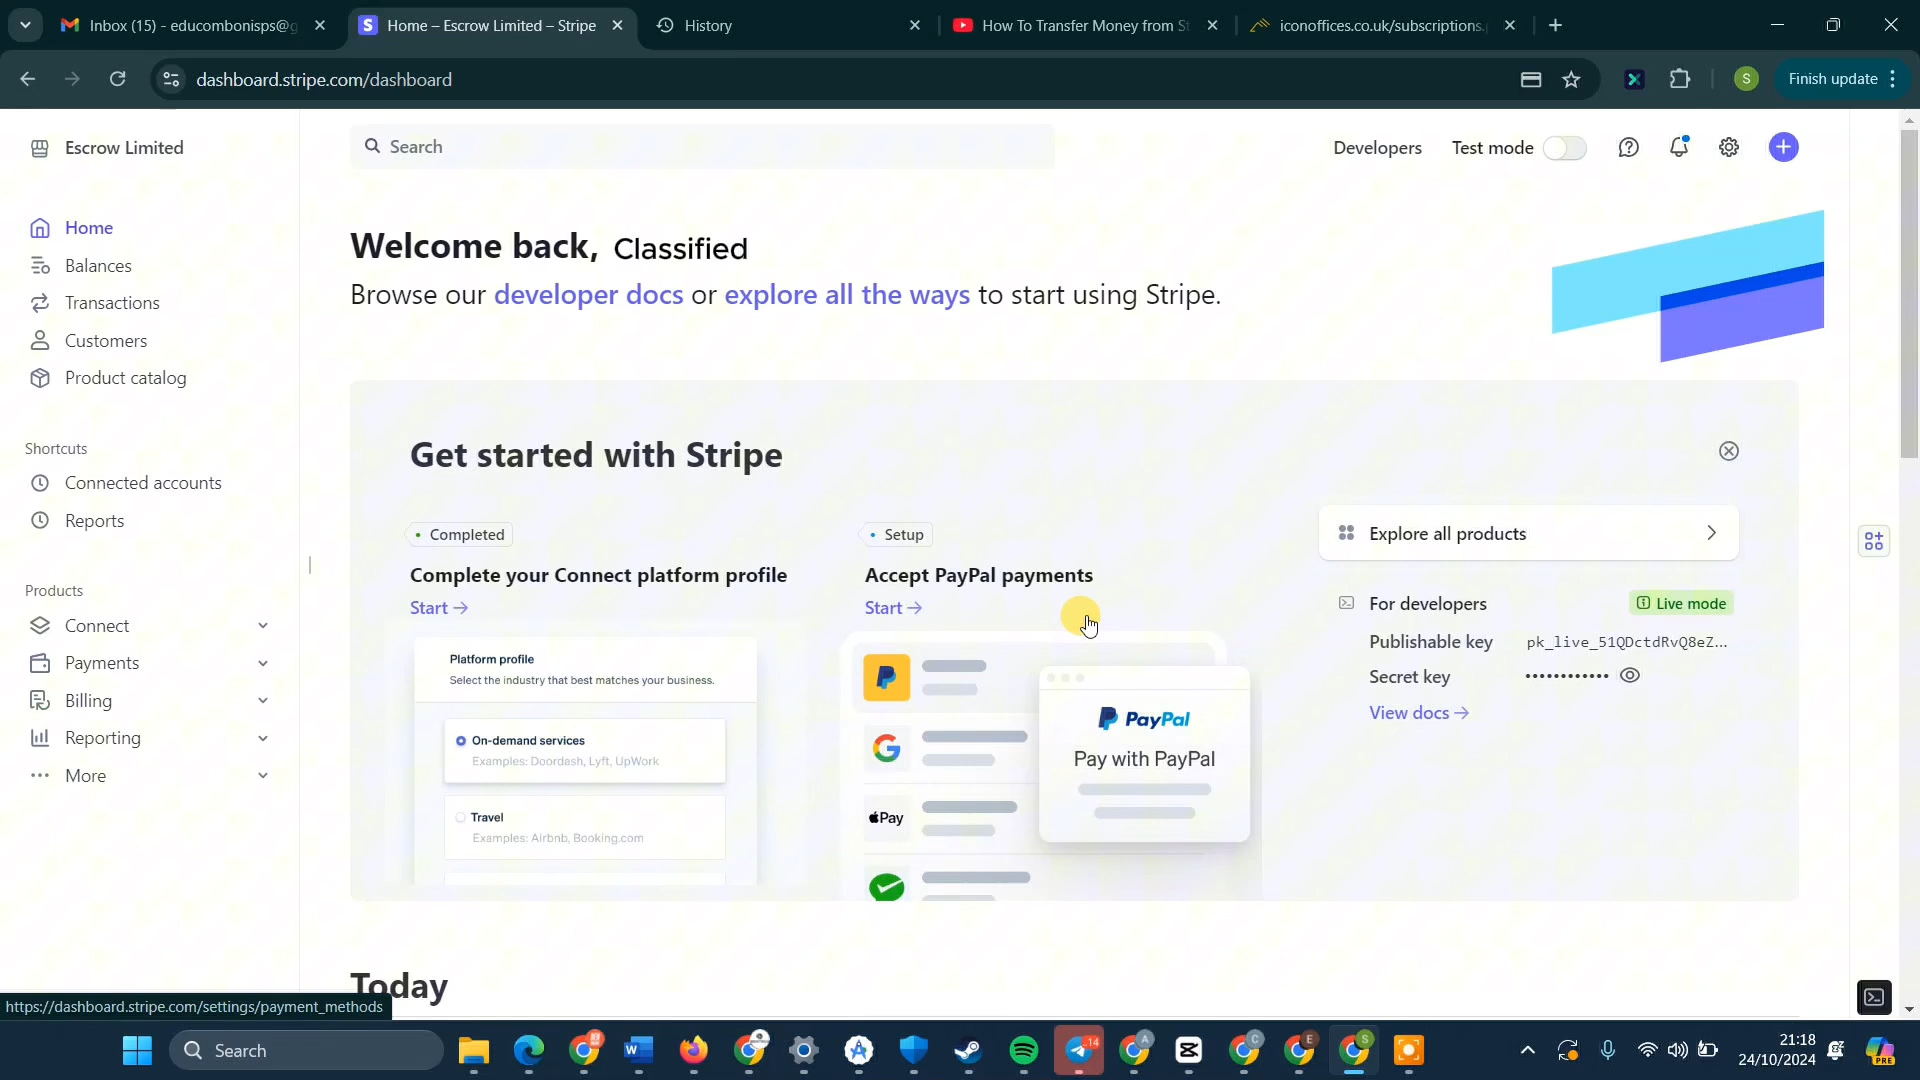 Inbox (15) - educombonisps@g
Home – Escrow Limited – Stripe
History
How To Transfer Money from St
iconoffices.co.uk/subscriptions.
dashboard.stripe.com/dashboard
S
Finish update
Escrow Limited
Search
Developers
Test mode
Home
Balances
Transactions
Customers
Product catalog
Shortcuts
Connected accounts
Reports
Products
Connect
Payments
Billing
Reporting
More
Welcome back, Classified
Browse our developer docs or explore all the ways to start using Stripe.
Get started with Stripe
Completed
Complete your Connect platform profile
Start →
Platform profile
Select the industry that best matches your business.
On-demand services
Examples: Doordash, Lyft, UpWork
Travel
Examples: Airbnb, Booking.com
Setup
Accept PayPal payments
Start →
Pay
PayPal
Pay with PayPal
Explore all products
For developers
Live mode
Publishable key
pk_live_51QDctdRvQ8eZ...
Secret key
••••••••••••
View docs →
Today
https://dashboard.stripe.com/settings/payment_methods
Search
14
21:18
24/10/2024
PRE